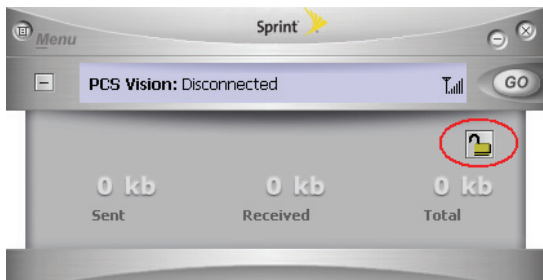 Sprint
Menu
PCS Vision: Disconnected
GO
0 kb
0 kb
0 kb
Sent
Received
Total